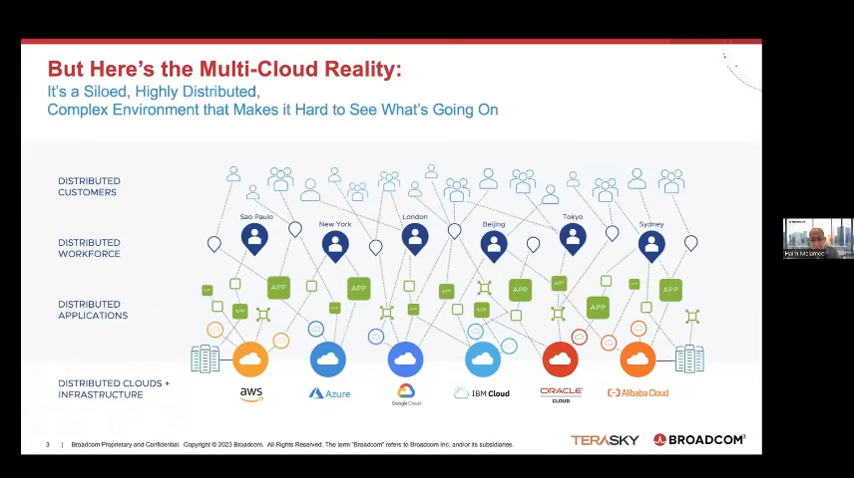 But Here's the Multi-Cloud Reality:
It's a Siloed, Highly Distributed,
Complex Environment that Makes it Hard to See What's Going On
DISTRIBUTED
CUSTOMERS
Sao Paulo
New York
London
Beijing
Tokyo
Sydney
DISTRIBUTED
WORKFORCE
APP
APP
APP
APP
APP
APP
APP
APP
DISTRIBUTED
APPLICATIONS
DISTRIBUTED CLOUDS +
INFRASTRUCTURE
aws
Azure
Google Cloud
IBM Cloud
ORACLE
CLOUD
Alibaba Cloud
3 | Broadcom Proprietary and Confidential. Copyright © 2023 Broadcom. All Rights Reserved. The term "Broadcom" refers to Broadcom Inc. and/or its subsidiaries.
TERASKY
BROADCOM
Haim Melamed